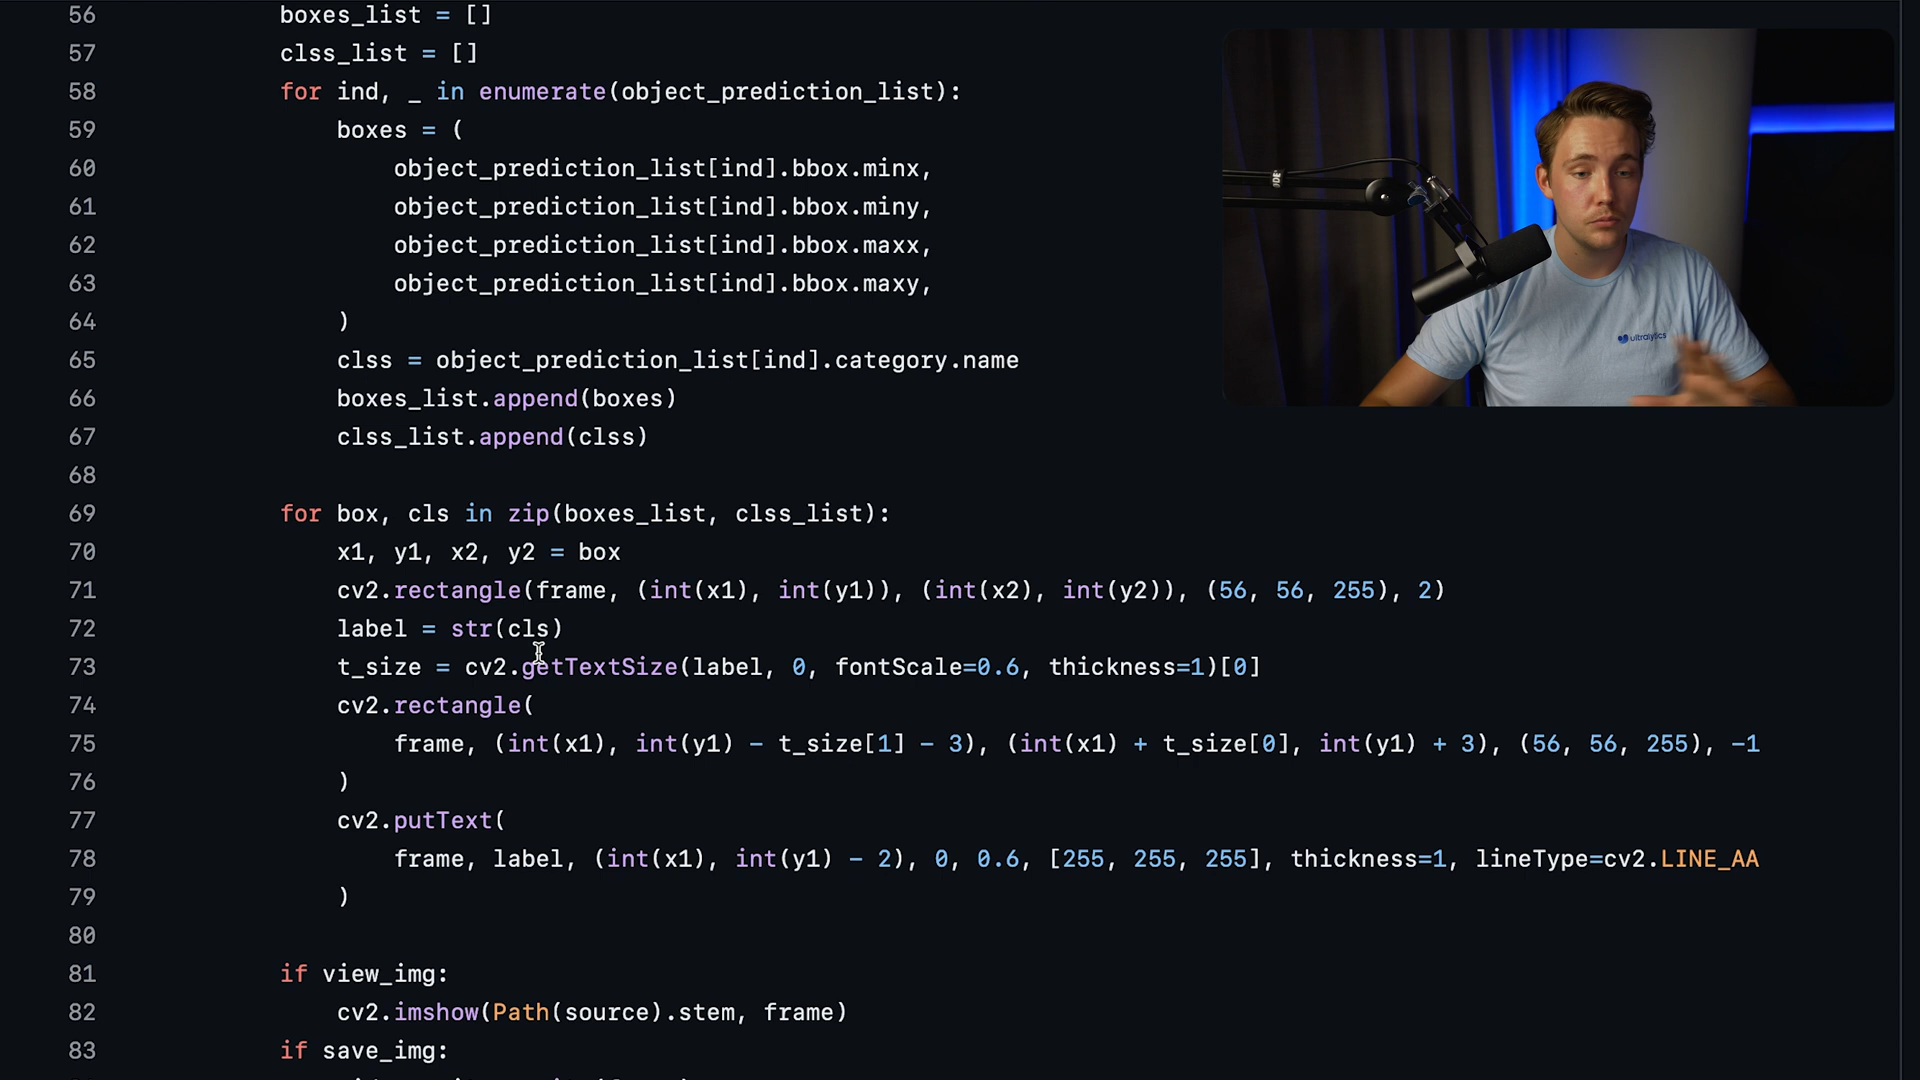 56 boxes_list = []
57 clss_list = []
58 for ind, _ in enumerate(object_prediction_list):
59 boxes = (
60 object_prediction_list[ind].bbox.minx,
61 object_prediction_list[ind].bbox.miny,
62 object_prediction_list[ind].bbox.maxx,
63 object_prediction_list[ind].bbox.maxy,
64 )
65 clss = object_prediction_list[ind].category.name
66 boxes_list.append(boxes)
67 clss_list.append(clss)
68
69 for box, cls in zip(boxes_list, clss_list):
70 x1, y1, x2, y2 = box
71 cv2.rectangle(frame, (int(x1), int(y1)), (int(x2), int(y2)), (56, 56, 255), 2)
72 label = str(cls)
73 t_size = cv2.getTextSize(label, 0, fontScale=0.6, thickness=1)[0]
74 cv2.rectangle(
75 frame, (int(x1), int(y1) - t_size[1] - 3), (int(x1) + t_size[0], int(y1) + 3), (56, 56, 255), -1
76 )
77 cv2.putText(
78 frame, label, (int(x1), int(y1) - 2), 0, 0.6, [255, 255, 255], thickness=1, lineType=cv2.LINE_AA
79 )
80
81 if view_img:
82 cv2.imshow(Path(source).stem, frame)
83 if save_img:
ultralytics